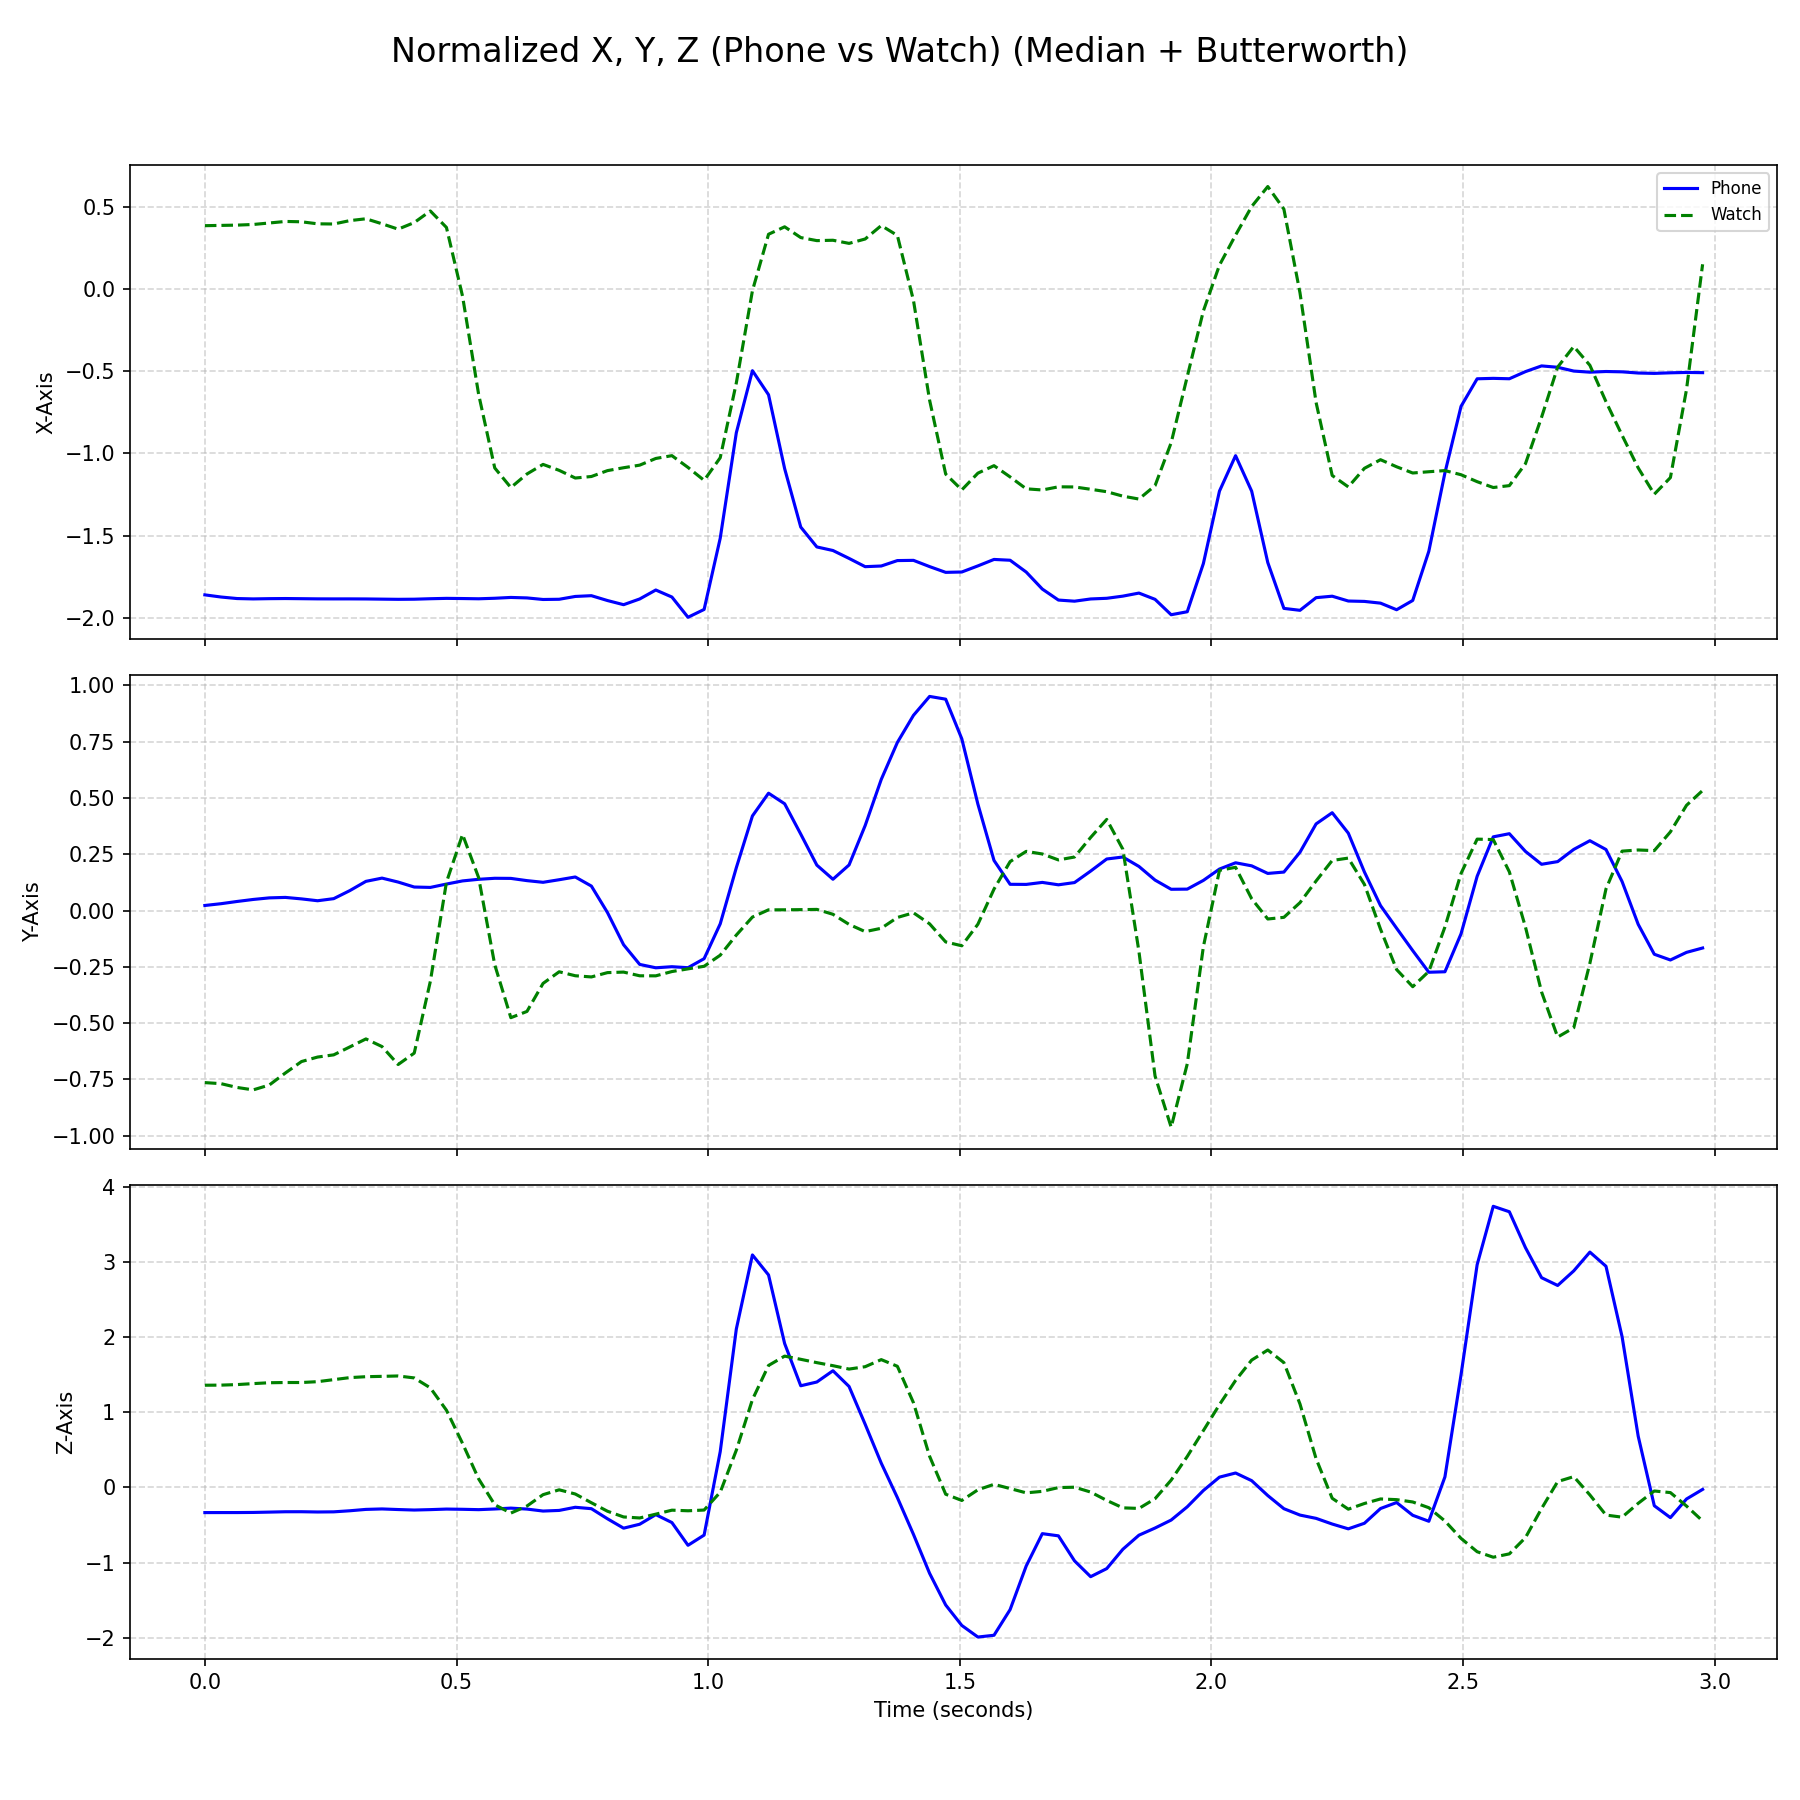 Normalized X, Y, Z (Phone vs Watch) (Median + Butterworth)
Phone
Watch
0.5
0.0
−0.5
−1.0
−1.5
−2.0
X-Axis
1.00
0.75
0.50
0.25
0.00
−0.25
−0.50
−0.75
−1.00
Y-Axis
4
3
2
1
0
−1
−2
Z-Axis
0.0 0.5 1.0 1.5 2.0 2.5 3.0
Time (seconds)